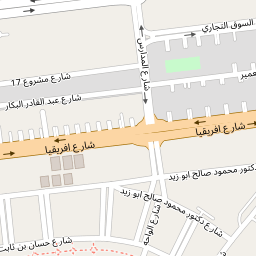 السوق التجاري
شارع المدارس
شارع مشروع 17
عمير
شارع عبد القادر البكار
شارع افريقيا
شارع افريقيا
شارع دكتور محمود صالح ابو زيد
شارع دكتور محمود صالح ابو زيد
شارع الواحة
شارع حسان بن ثابت